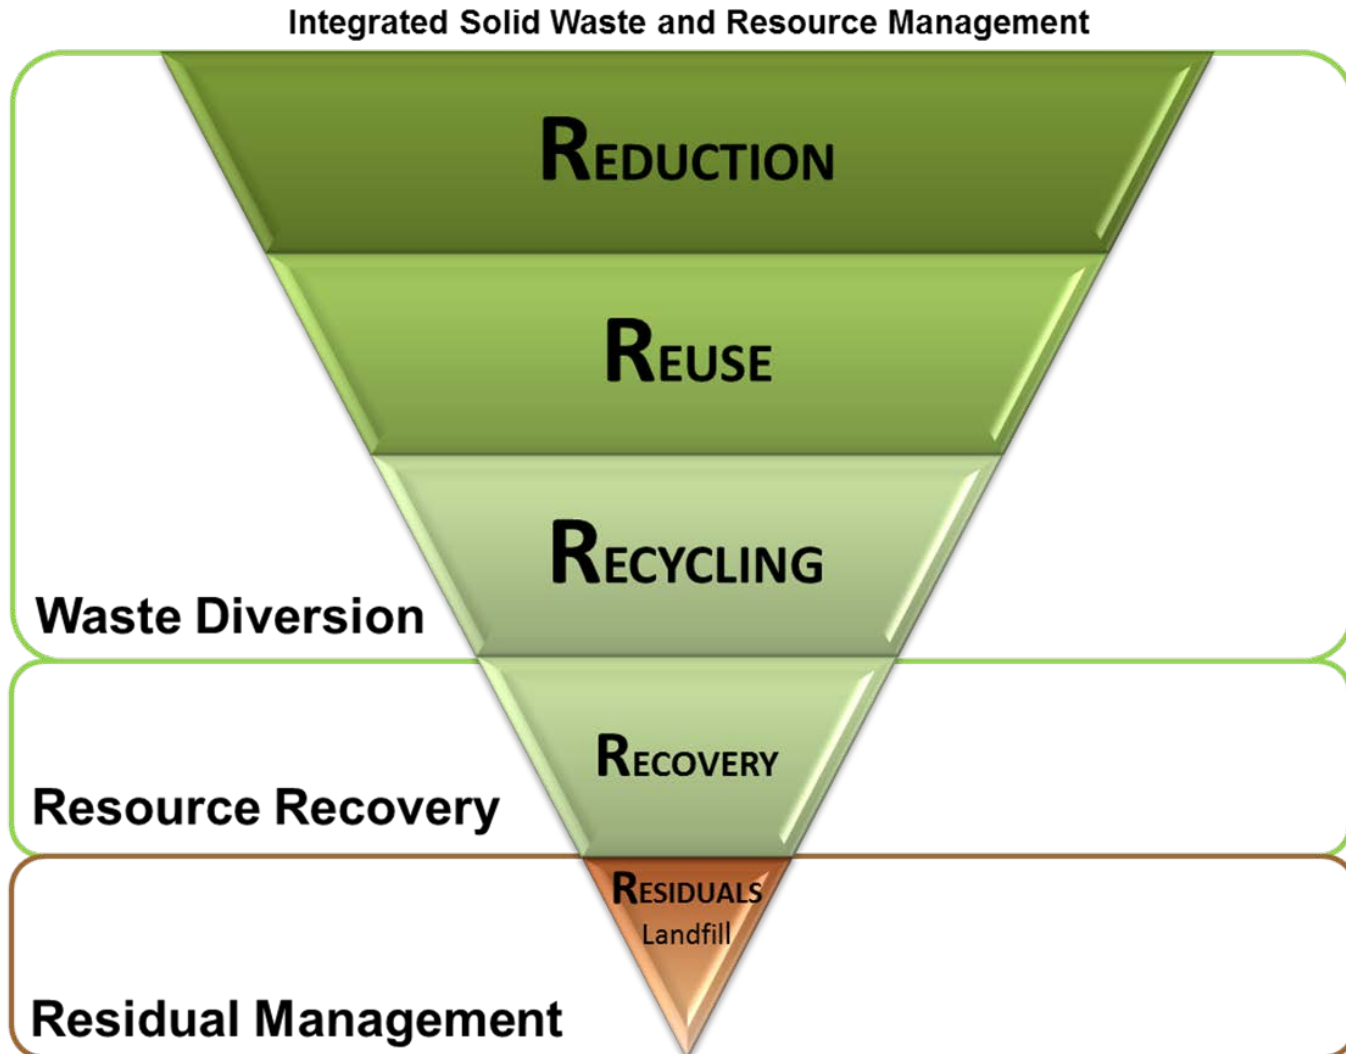 Integrated Solid Waste and Resource Management
REDUCTION
REUSE
RECYCLING
Waste Diversion
RECOVERY
Resource Recovery
RESIDUALS
Landfill
Residual Management